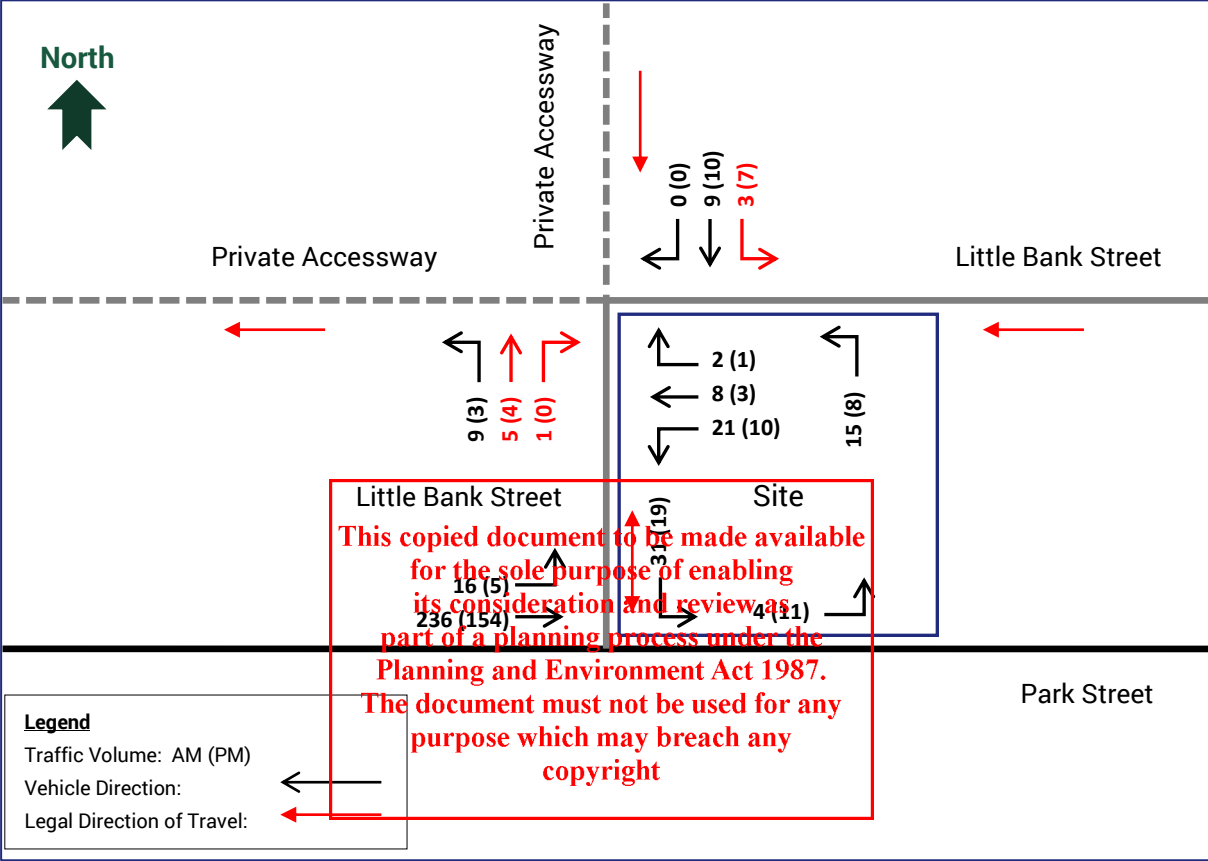 North
Private Accessway
0 (0)
9 (10)
3 (7)
Private Accessway
Little Bank Street
9 (3)
5 (4)
1 (0)
2 (1)
8 (3)
21 (10)
15 (8)
Little Bank Street
Site
31 (19)
16 (5)
236 (154)
4 (11)
This copied document to be made available
for the sole purpose of enabling
its consideration and review as
part of a planning process under the
Planning and Environment Act 1987.
The document must not be used for any
purpose which may breach any
copyright
Park Street
Legend
Traffic Volume: AM (PM)
Vehicle Direction:
Legal Direction of Travel: